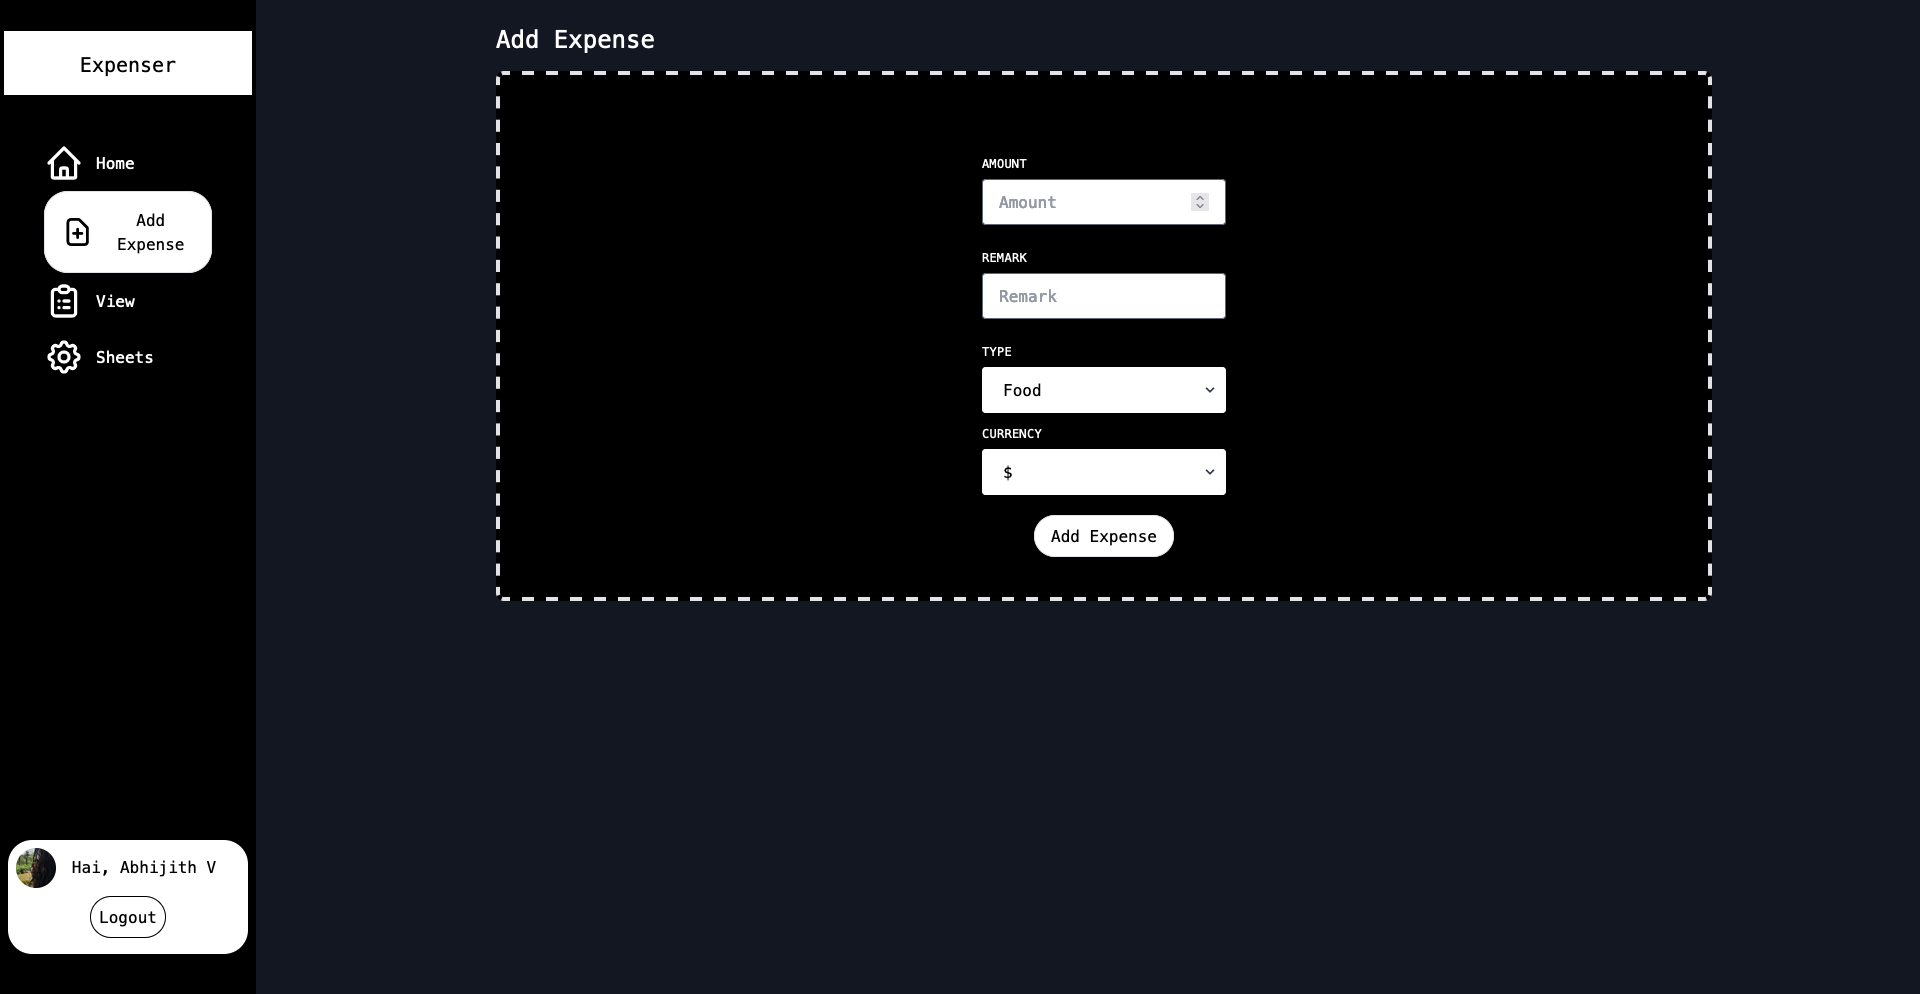 Expenser
Home
Add
Expense
View
Sheets
Hai, Abhijith V
Logout
Add Expense
AMOUNT
Amount
REMARK
Remark
TYPE
Food
CURRENCY
$
Add Expense